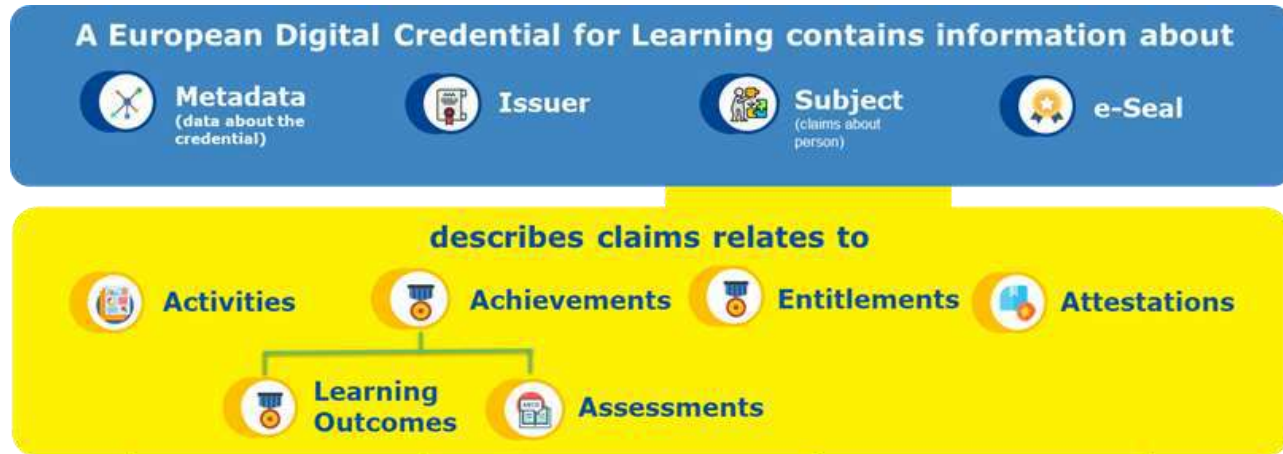 A European Digital Credential for Learning contains information about
Metadata
(data about the
credential)
Issuer
Subject
(claims about
person)
e-Seal
describes claims relates to
Activities
Achievements
Entitlements
Attestations
Learning
Outcomes
Assessments